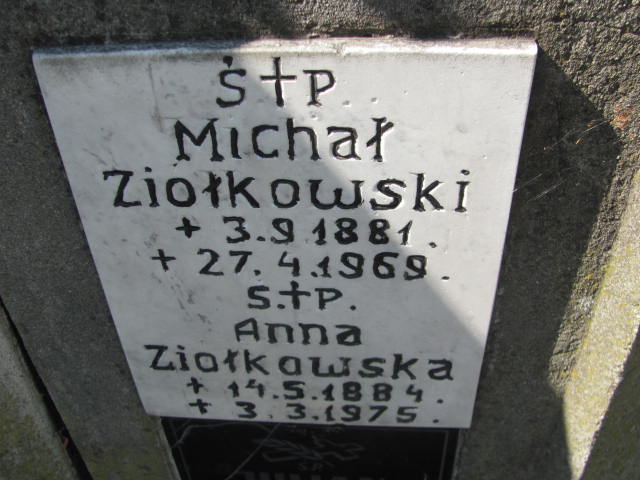 Ś†P
Michał
Ziołkowski
+ 3.9.1881.
+ 27.4.1969.
Ś.†P.
Anna
Ziołkowska
+ 14.5.1884.
+ 3.3.1975.